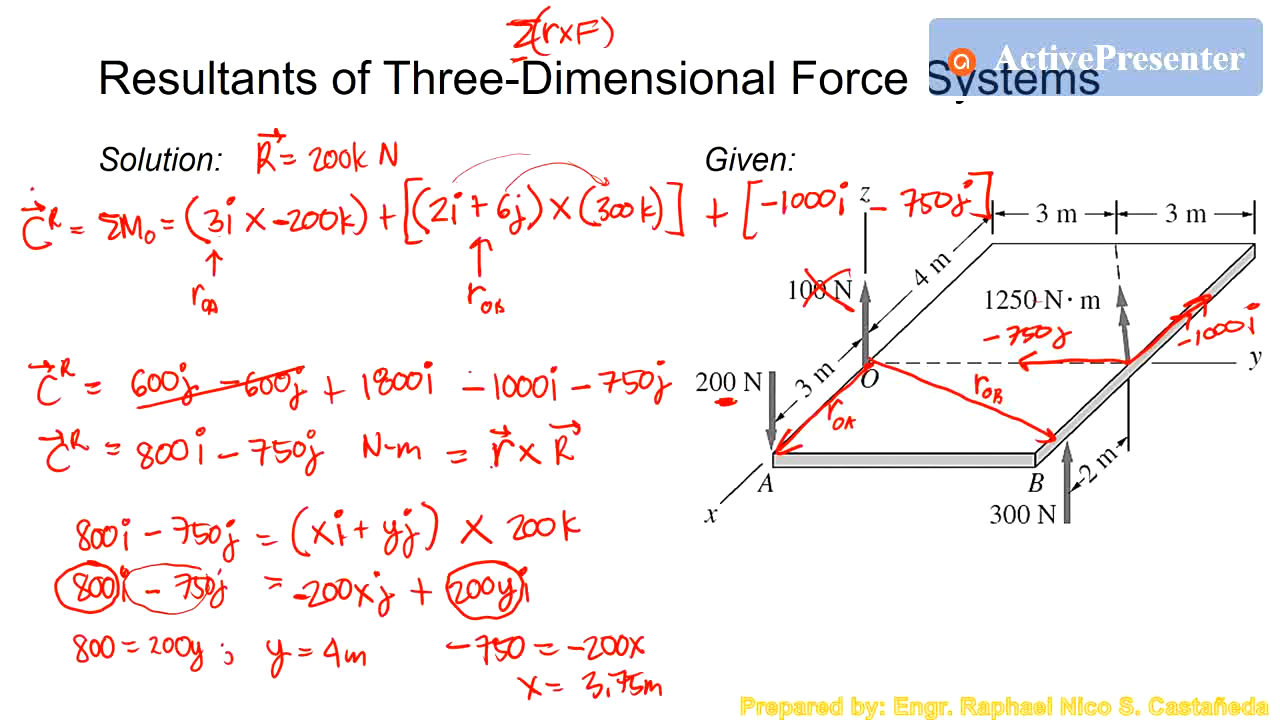 Σ(r×F)
ActivePresenter
Resultants of Three-Dimensional Force Systems
Solution: R⃗ = 200k N
Given:
C⃗ᴿ = ΣM₀ = (3i × -200k) + [(2i + 6j) × (300k)] + [-1000i - 750j]
r_OA
r_OB
z
3 m
3 m
4 m
100 N
1250 N·m
-750j
-1000i
3 m
O
y
200 N
r_OA
r_OB
C⃗ᴿ = 600j - 600j + 1800i - 1000i - 750j
C⃗ᴿ = 800i - 750j N-m = r⃗ × R⃗
A
B
2 m
x
300 N
800i - 750j = (xi + yj) × 200k
800i - 750j = -200xj + 200yi
800 = 200y ; y = 4m
-750 = -200x
x = 3.75m
Prepared by: Engr. Raphael Nico S. Castañeda